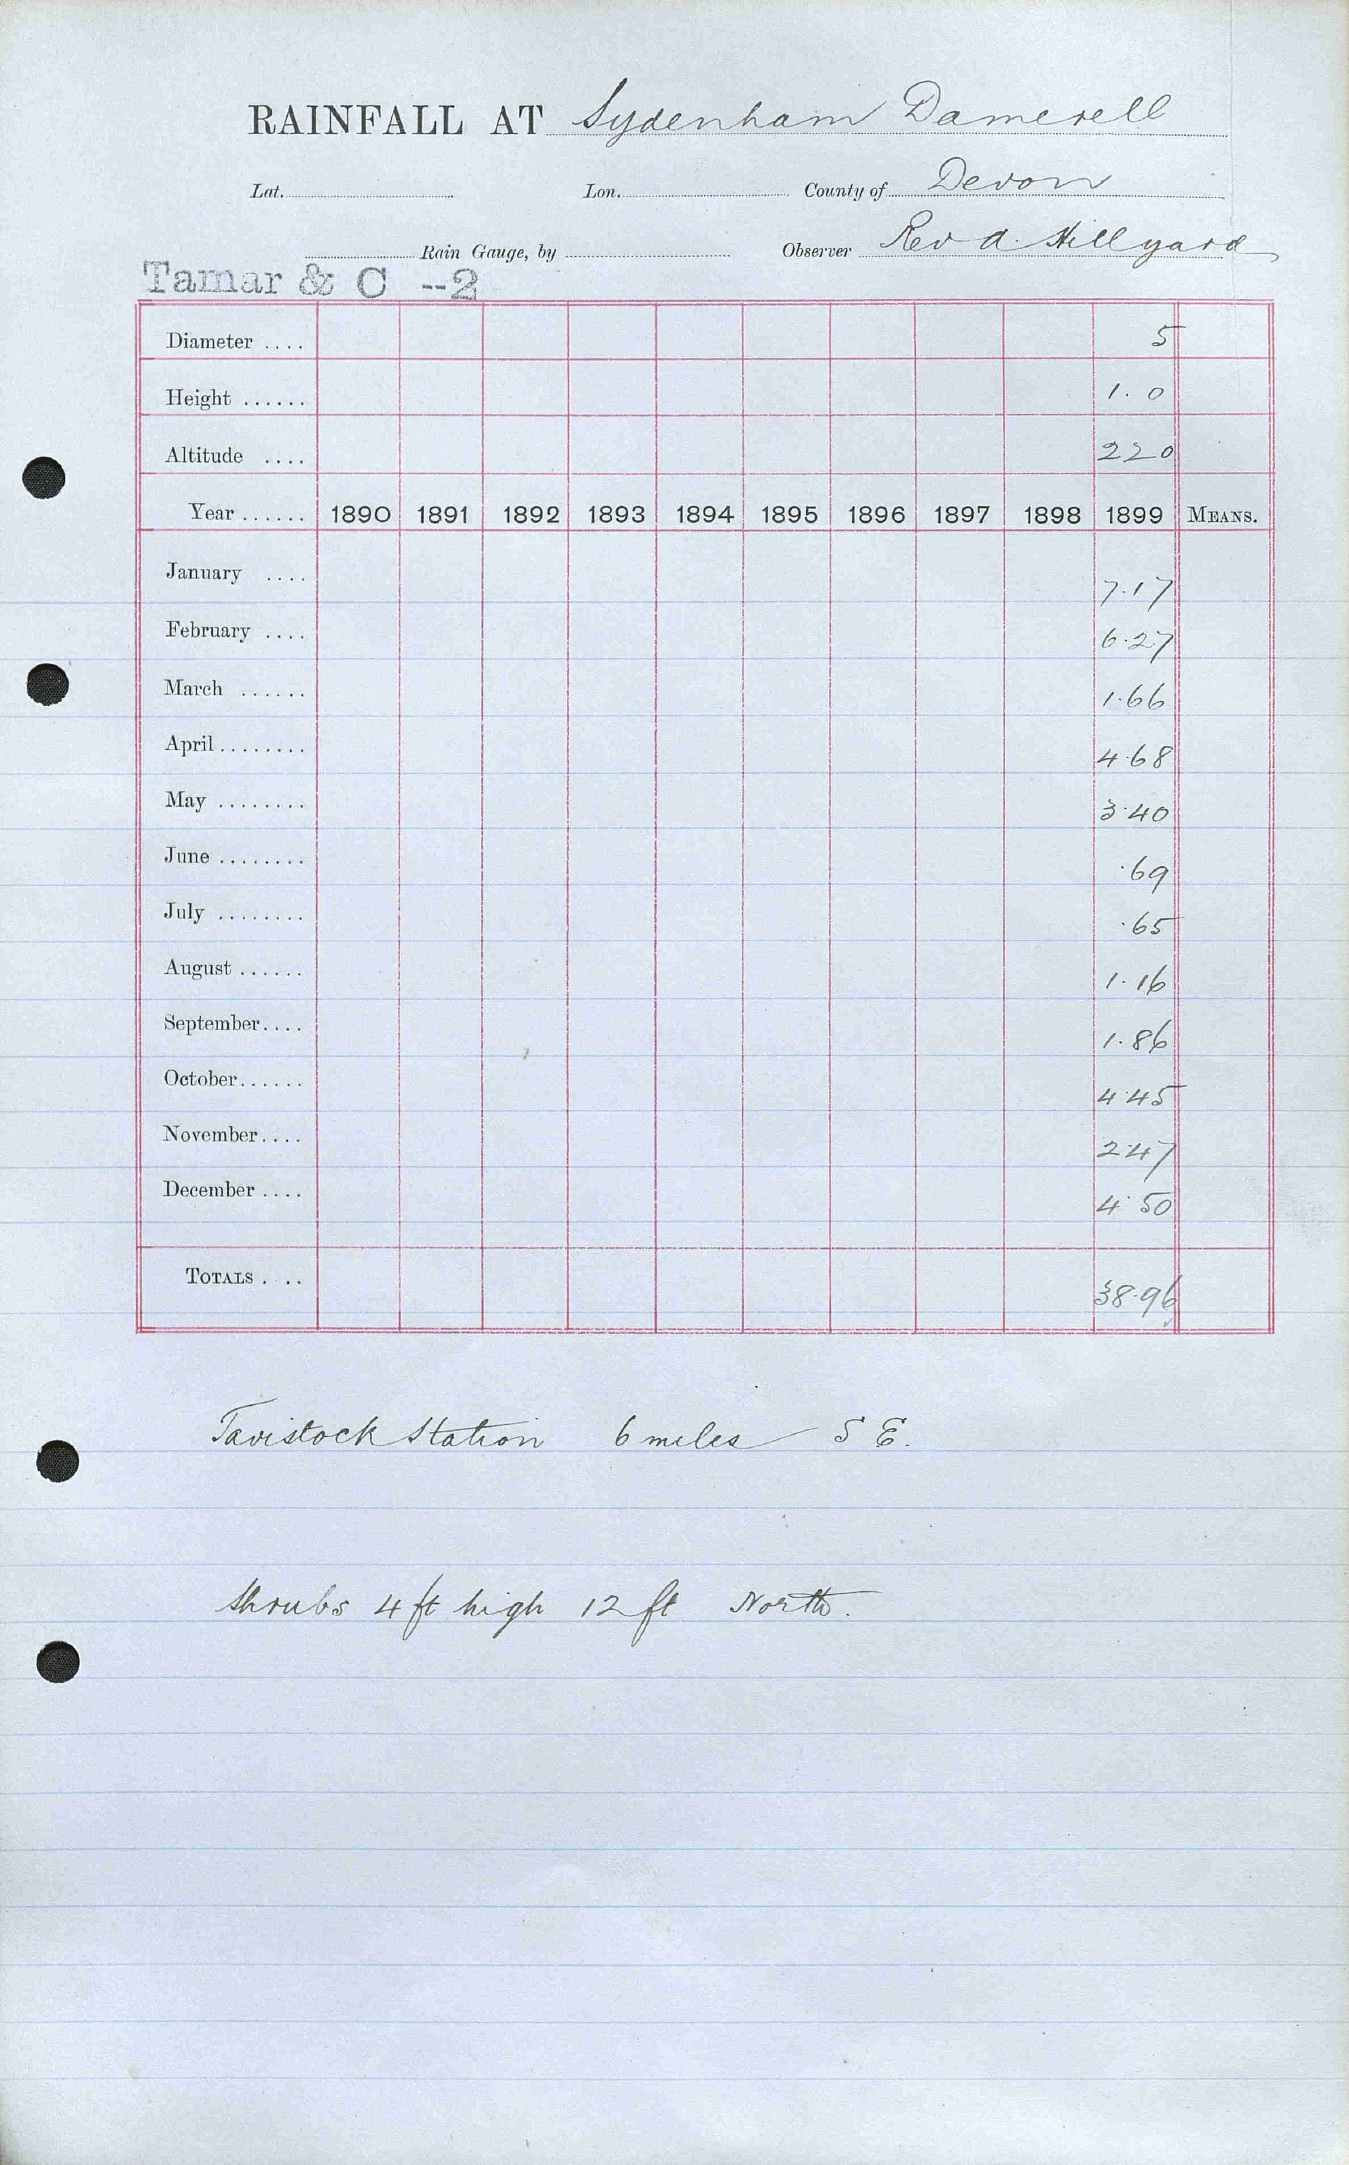 RAINFALL AT Sydenham Damerell
Lat. Lon. County of Devon
Rain Gauge, by Observer Rev A. Hillyard
Tamar & C --2
Diameter .... 5
Height ...... 1. 0
Altitude .... 220
Year ...... 1890 1891 1892 1893 1894 1895 1896 1897 1898 1899 MEANS.
January .... 7.17
February .... 6.27
March ...... 1.66
April ........ 4.68
May ........ 3.40
June ........ .69
July ........ .65
August ...... 1.16
September.... 1.86
October...... 4.45
November.... 2.47
December .... 4.50
TOTALS . .. 38.96
Tavistock Station 6 miles S E.
Shrubs 4 ft high 12 ft North.